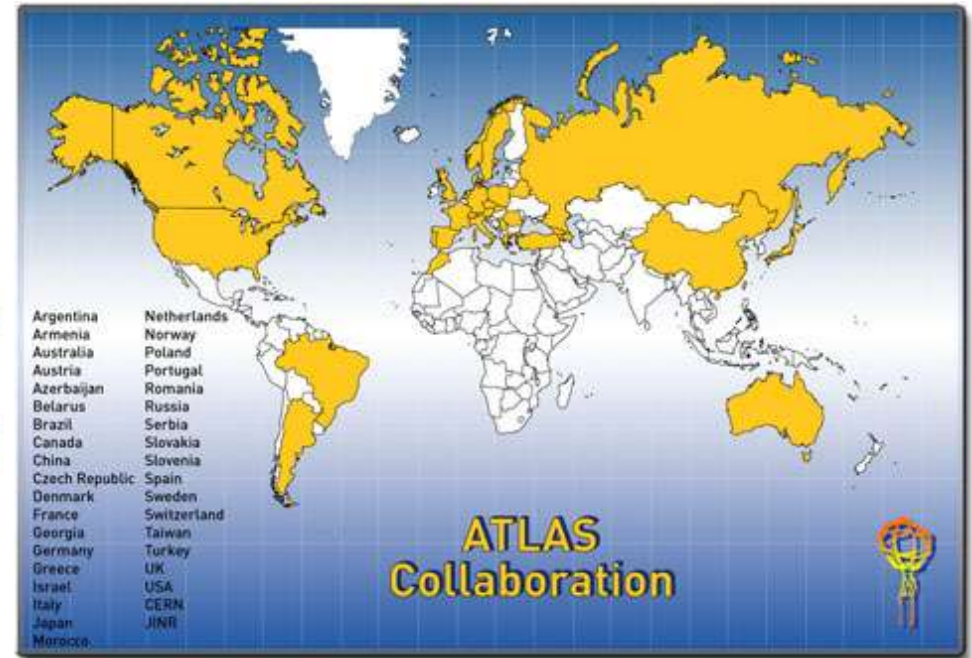 Argentina
Armenia
Australia
Austria
Azerbaijan
Belarus
Brazil
Canada
China
Czech Republic
Denmark
France
Georgia
Germany
Greece
Israel
Italy
Japan
Morocco
Netherlands
Norway
Poland
Portugal
Romania
Russia
Serbia
Slovakia
Slovenia
Spain
Sweden
Switzerland
Taiwan
Turkey
UK
USA
CERN
JINR
ATLAS
Collaboration